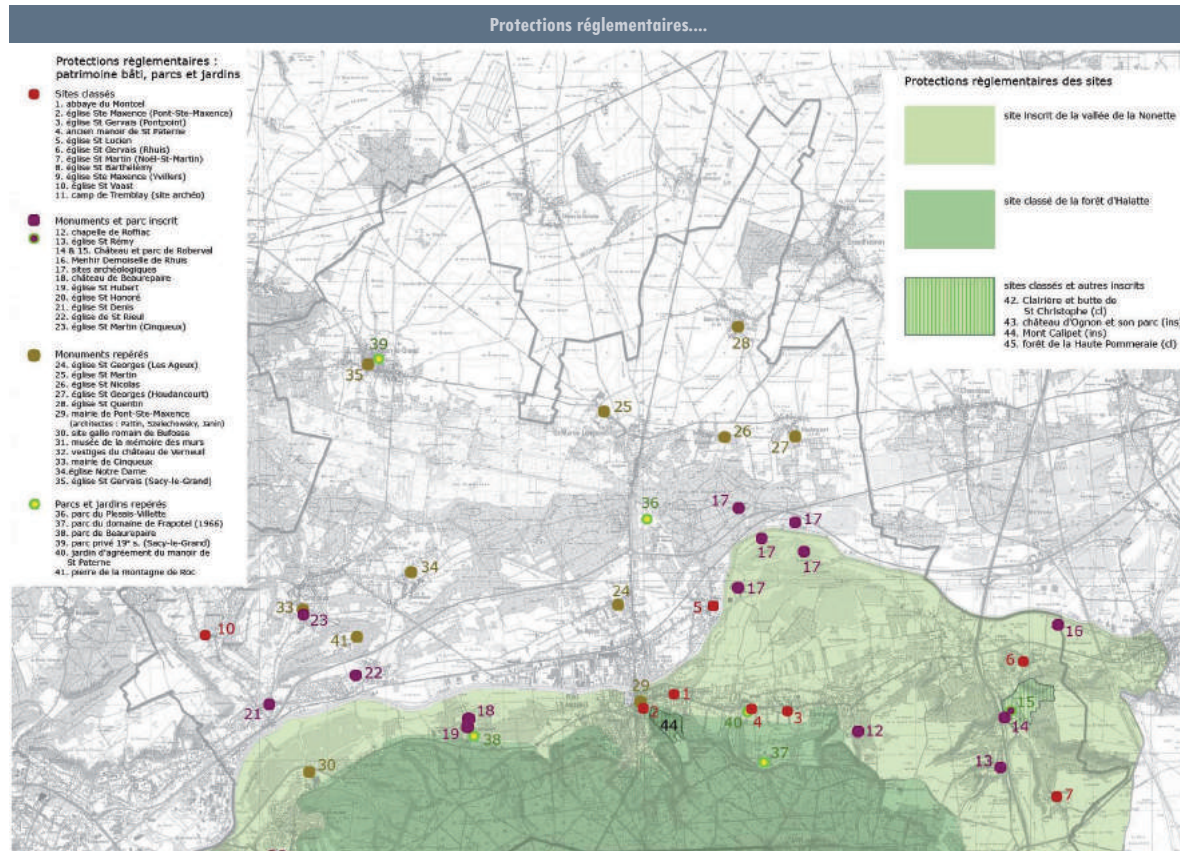 Protections réglementaires....
Protections règlementaires :
patrimoine bâti, parcs et jardins
Sites classés
1. abbaye du Montcel
2. église Ste Maxence (Pont-Ste-Maxence)
3. église St Gervais (Pontpoint)
4. ancien manoir de St Paterne
5. église St Lucien
6. église St Gervais (Rhuis)
7. église St Martin (Noël-St-Martin)
8. église St Barthélémy
9. église Ste Maxence (Yvillers)
10. église St Vaast
11. camp de Tremblay (site archéo)
Monuments et parc inscrit
12. chapelle de Roffiac
13. église St Rémy
14 & 15. Château et parc de Roberval
16. Menhir Demoiselle de Rhuis
17. sites archéologiques
18. château de Beaurepaire
19. église St Hubert
20. église St Honoré
21. église St Denis
22. église de St Rieul
23. église St Martin (Cinqueux)
Monuments repérés
24. église St Georges (Les Ageux)
25. église St Martin
26. église St Nicolas
27. église St Georges (Houdancourt)
28. église St Quentin
29. mairie de Pont-Ste-Maxence
(architectes : Pattin, Szelechowsky, Janin)
30. site gallo romain de Bufosse
31. musée de la mémoire des murs
32. vestiges du château de Verneuil
33. mairie de Cinqueux
34.église Notre Dame
35. église St Gervais (Sacy-le-Grand)
Parcs et jardins repérés
36. parc du Plessis-Villette
37. parc du domaine de Frapotel (1966)
38. parc du Beaurepaire
39. parc privé 19° s. (Sacy-le-Grand)
40. jardin d'agréement du manoir de
St Paterne
41. pierre de la montagne de Roc
Protections règlementaires des sites
site inscrit de la vallée de la Nonette
site classé de la forêt d'Halatte
sites classés et autres inscrits
42. Clairière et butte de
St Christophe (cl)
43. château d'Ognon et son parc (ins)
44. Mont Calipet (ins)
45. forêt de la Haute Pommeraie (cl)
28
39
35
25
26
27
36
17
17
17
17
17
34
24
5
33
23
10
41
16
22
6
21
29
1
2
44
40
4
3
12
15
14
18
19
38
37
13
30
7